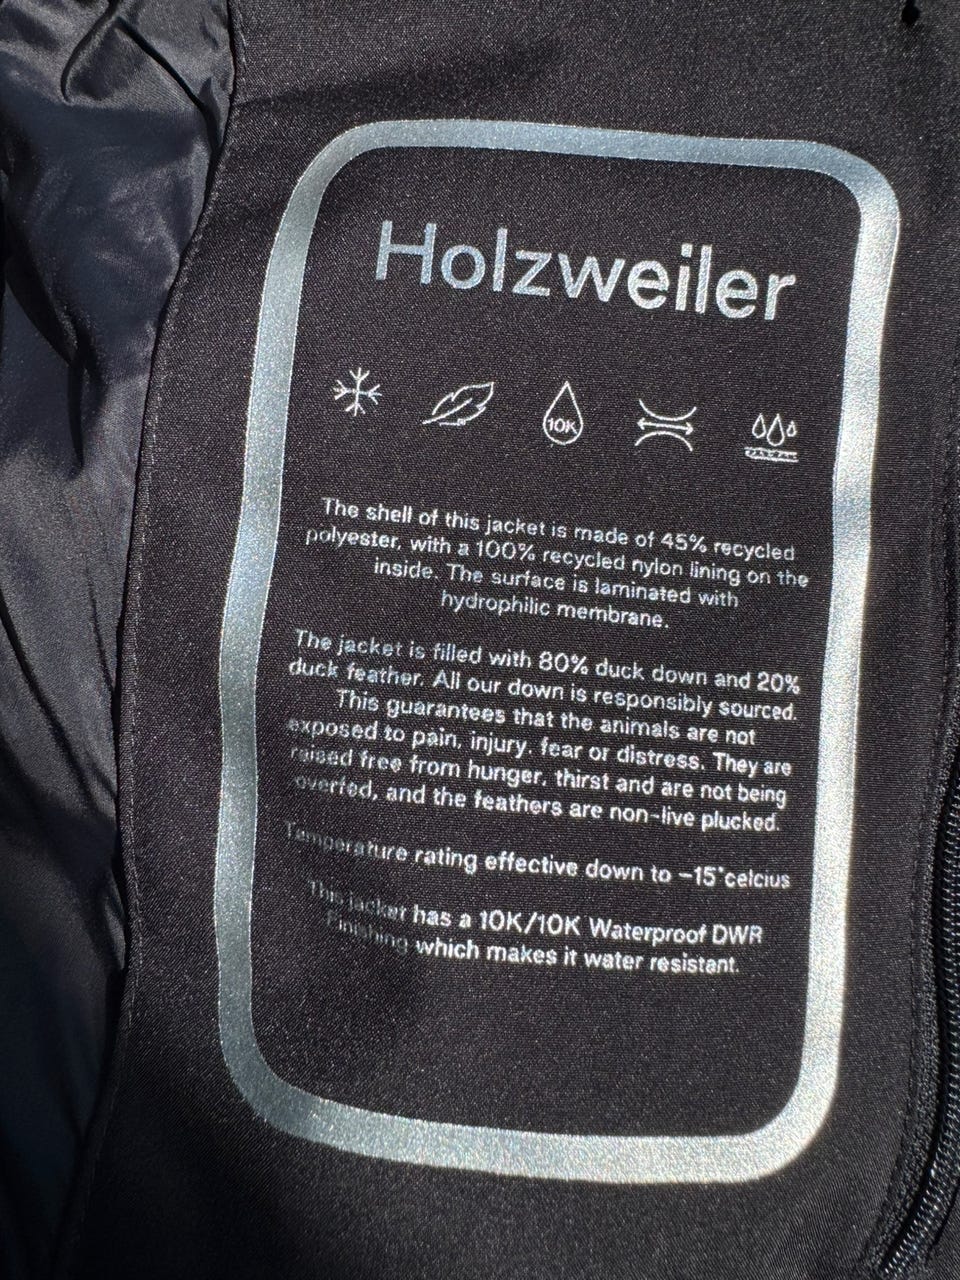 Holzweiler
10K
The shell of this jacket is made of 45% recycled
polyester, with a 100% recycled nylon lining on the
inside. The surface is laminated with
hydrophilic membrane.
The jacket is filled with 80% duck down and 20%
duck feather. All our down is responsibly sourced.
This guarantees that the animals are not
exposed to pain, injury, fear or distress. They are
raised free from hunger, thirst and are not being
overfed, and the feathers are non-live plucked.
Temperature rating effective down to -15°celcius
This jacket has a 10K/10K Waterproof DWR
Finishing which makes it water resistant.